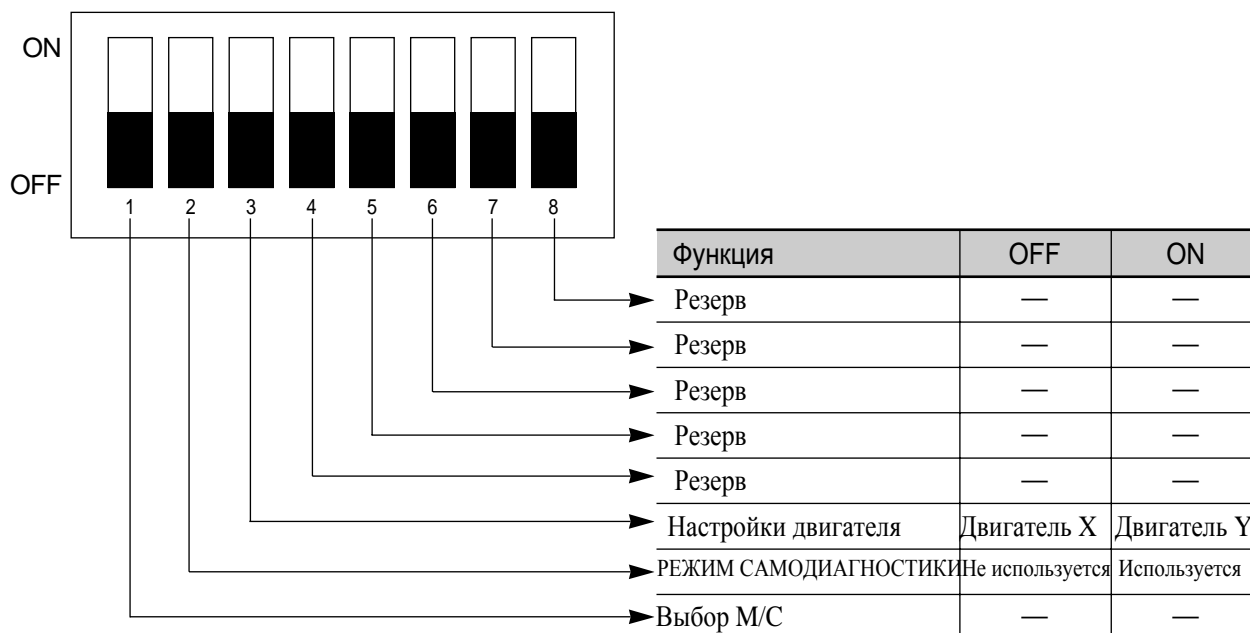 ON
OFF
1 2 3 4 5 6 7 8
Функция OFF ON
Резерв — —
Резерв — —
Резерв — —
Резерв — —
Резерв — —
Настройки двигателя Двигатель X Двигатель Y
РЕЖИМ САМОДИАГНОСТИКИ Не используется Используется
Выбор М/С — —